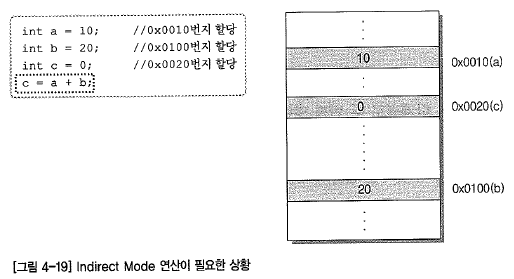 int a = 10; //0x0010번지 할당
int b = 20; //0x0100번지 할당
int c = 0; //0x0020번지 할당
c = a + b;
10 0x0010(a)
0 0x0020(c)
20 0x0100(b)
[그림 4-19] Indirect Mode 연산이 필요한 상황